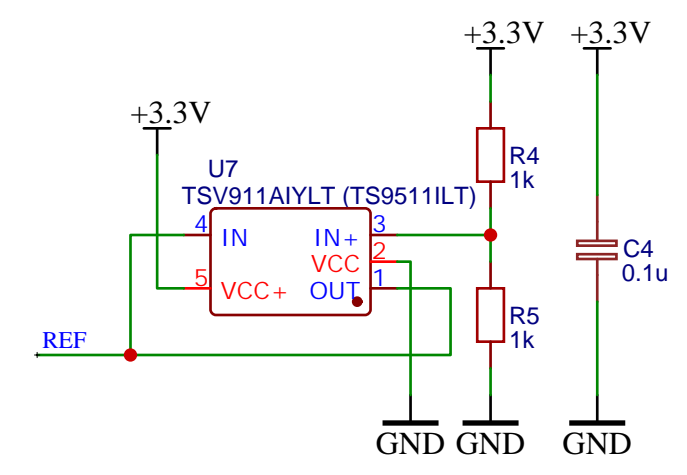 +3.3V +3.3V
+3.3V
U7
TSV911AIYLT (TS9511ILT)
R4
1k
4 IN IN+ 3
VCC 2
5 VCC+ OUT 1
C4
0.1u
R5
1k
REF
GND GND GND